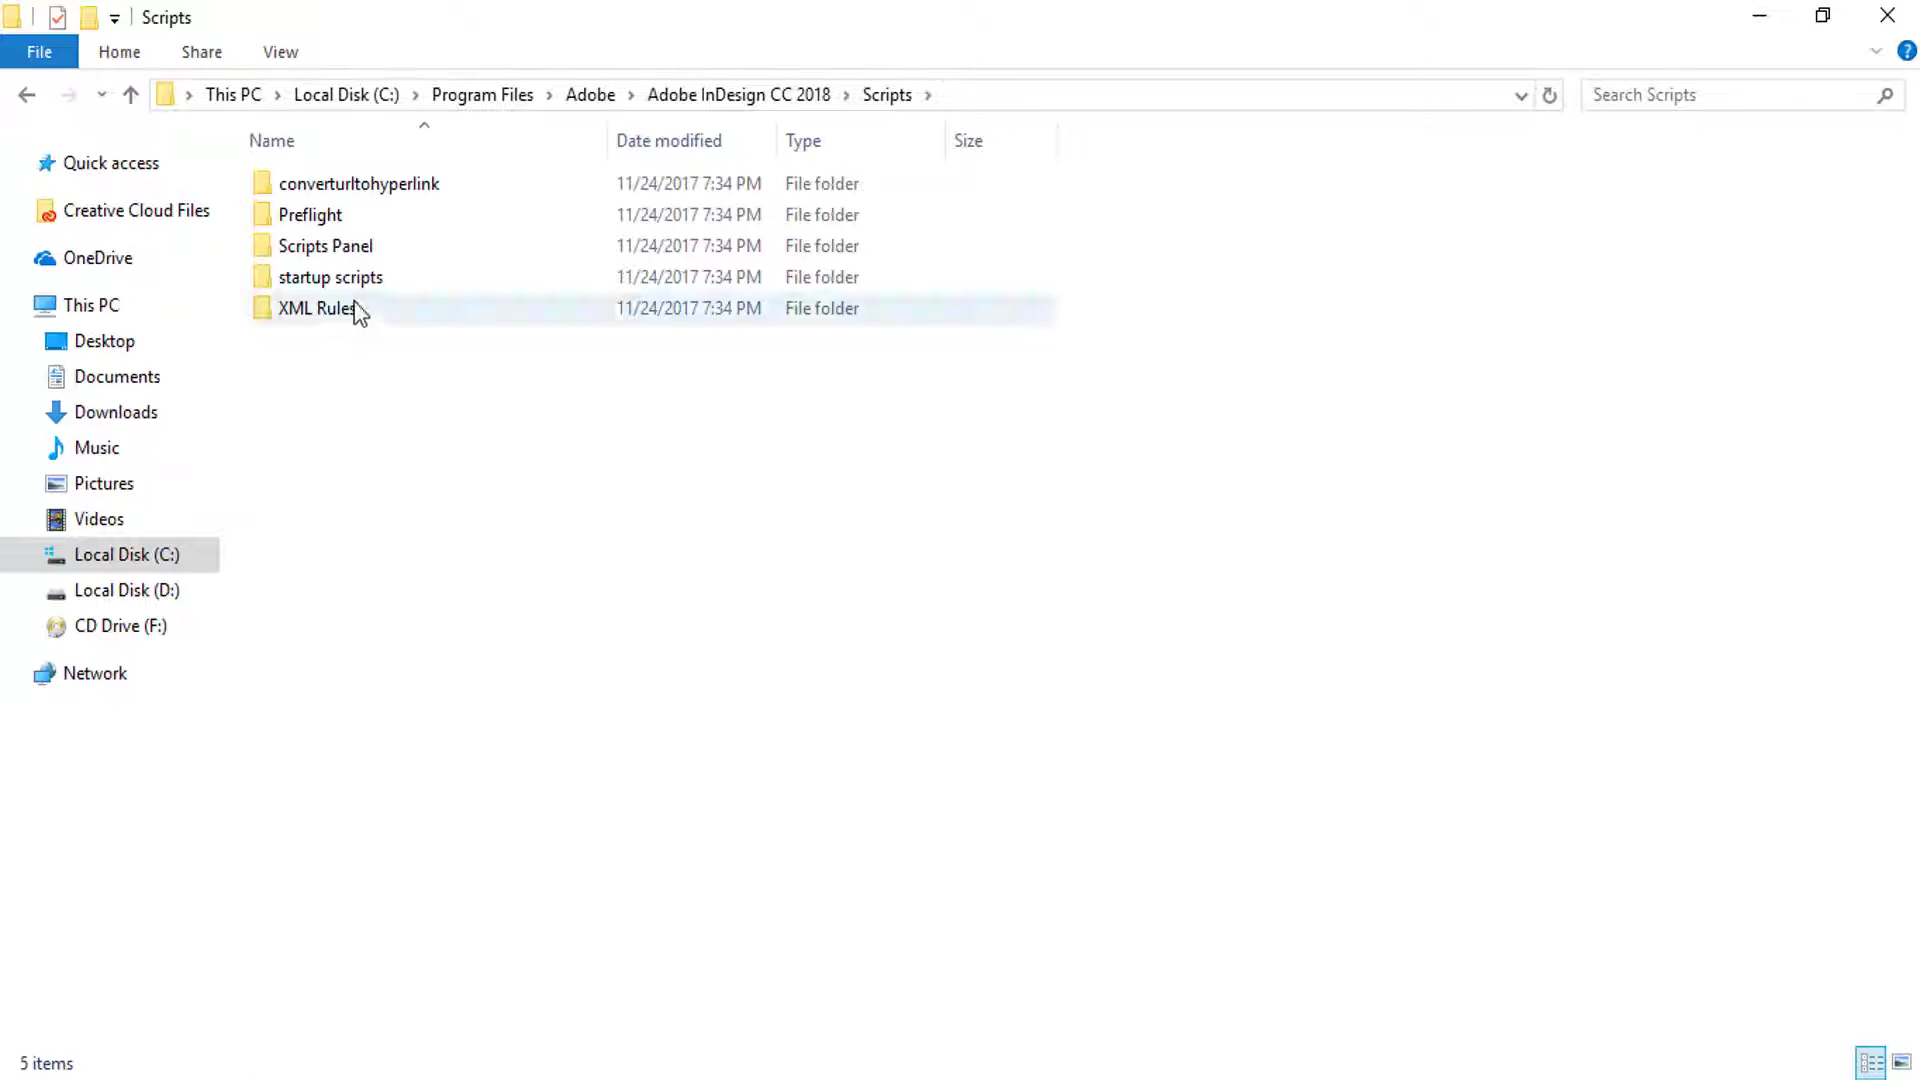 Scripts
File Home Share View
This PC Local Disk (C:) Program Files Adobe Adobe InDesign CC 2018 Scripts Search Scripts
Name Date modified Type Size
converturltohyperlink 11/24/2017 7:34 PM File folder
Preflight 11/24/2017 7:34 PM File folder
Scripts Panel 11/24/2017 7:34 PM File folder
startup scripts 11/24/2017 7:34 PM File folder
XML Rules 11/24/2017 7:34 PM File folder
Quick access
Creative Cloud Files
OneDrive
This PC
Desktop
Documents
Downloads
Music
Pictures
Videos
Local Disk (C:)
Local Disk (D:)
CD Drive (F:)
Network
5 items